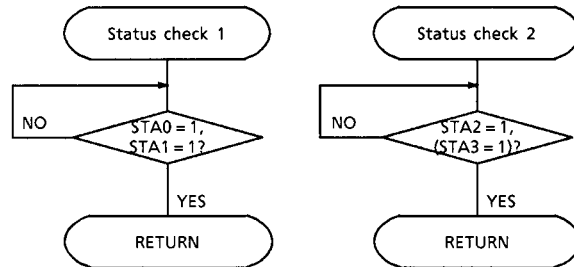 Status check 1
NO
STA0 = 1,
STA1 = 1?
YES
RETURN
Status check 2
NO
STA2 = 1,
(STA3 = 1)?
YES
RETURN